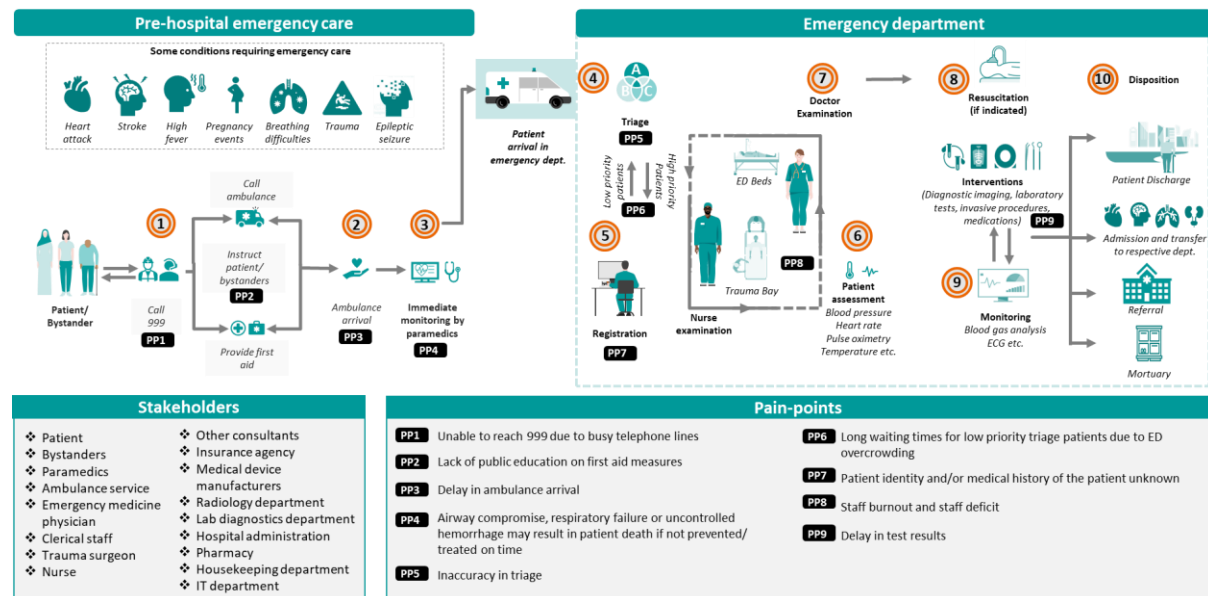 Pre-hospital emergency care
Some conditions requiring emergency care
Heart
attack
Stroke
High
fever
Pregnancy
events
Breathing
difficulties
Trauma
Epileptic
seizure
Patient
arrival in
emergency dept.
1
Call
ambulance
Instruct
patient/
bystanders
PP2
Provide first
aid
Patient/
Bystander
Call
999
PP1
2
Ambulance
arrival
PP3
3
Immediate
monitoring by
paramedics
PP4
Emergency department
4
A
B
C
Triage
PP5
Low priority
patients
High priority
Patients
PP6
5
Registration
PP7
ED Beds
Trauma Bay
PP8
Nurse
examination
6
Patient
assessment
Blood pressure
Heart rate
Pulse oximetry
Temperature etc.
7
Doctor
Examination
8
Resuscitation
(if indicated)
Interventions
(Diagnostic imaging, laboratory
tests, invasive procedures,
medications)
PP9
9
Monitoring
Blood gas analysis
ECG etc.
10
Disposition
Patient Discharge
Admission and transfer
to respective dept.
Referral
Mortuary
Stakeholders
Patient
Bystanders
Paramedics
Ambulance service
Emergency medicine
physician
Clerical staff
Trauma surgeon
Nurse
Other consultants
Insurance agency
Medical device
manufacturers
Radiology department
Lab diagnostics department
Hospital administration
Pharmacy
Housekeeping department
IT department
Pain-points
PP1 Unable to reach 999 due to busy telephone lines
PP2 Lack of public education on first aid measures
PP3 Delay in ambulance arrival
PP4 Airway compromise, respiratory failure or uncontrolled
hemorrhage may result in patient death if not prevented/
treated on time
PP5 Inaccuracy in triage
PP6 Long waiting times for low priority triage patients due to ED
overcrowding
PP7 Patient identity and/or medical history of the patient unknown
PP8 Staff burnout and staff deficit
PP9 Delay in test results